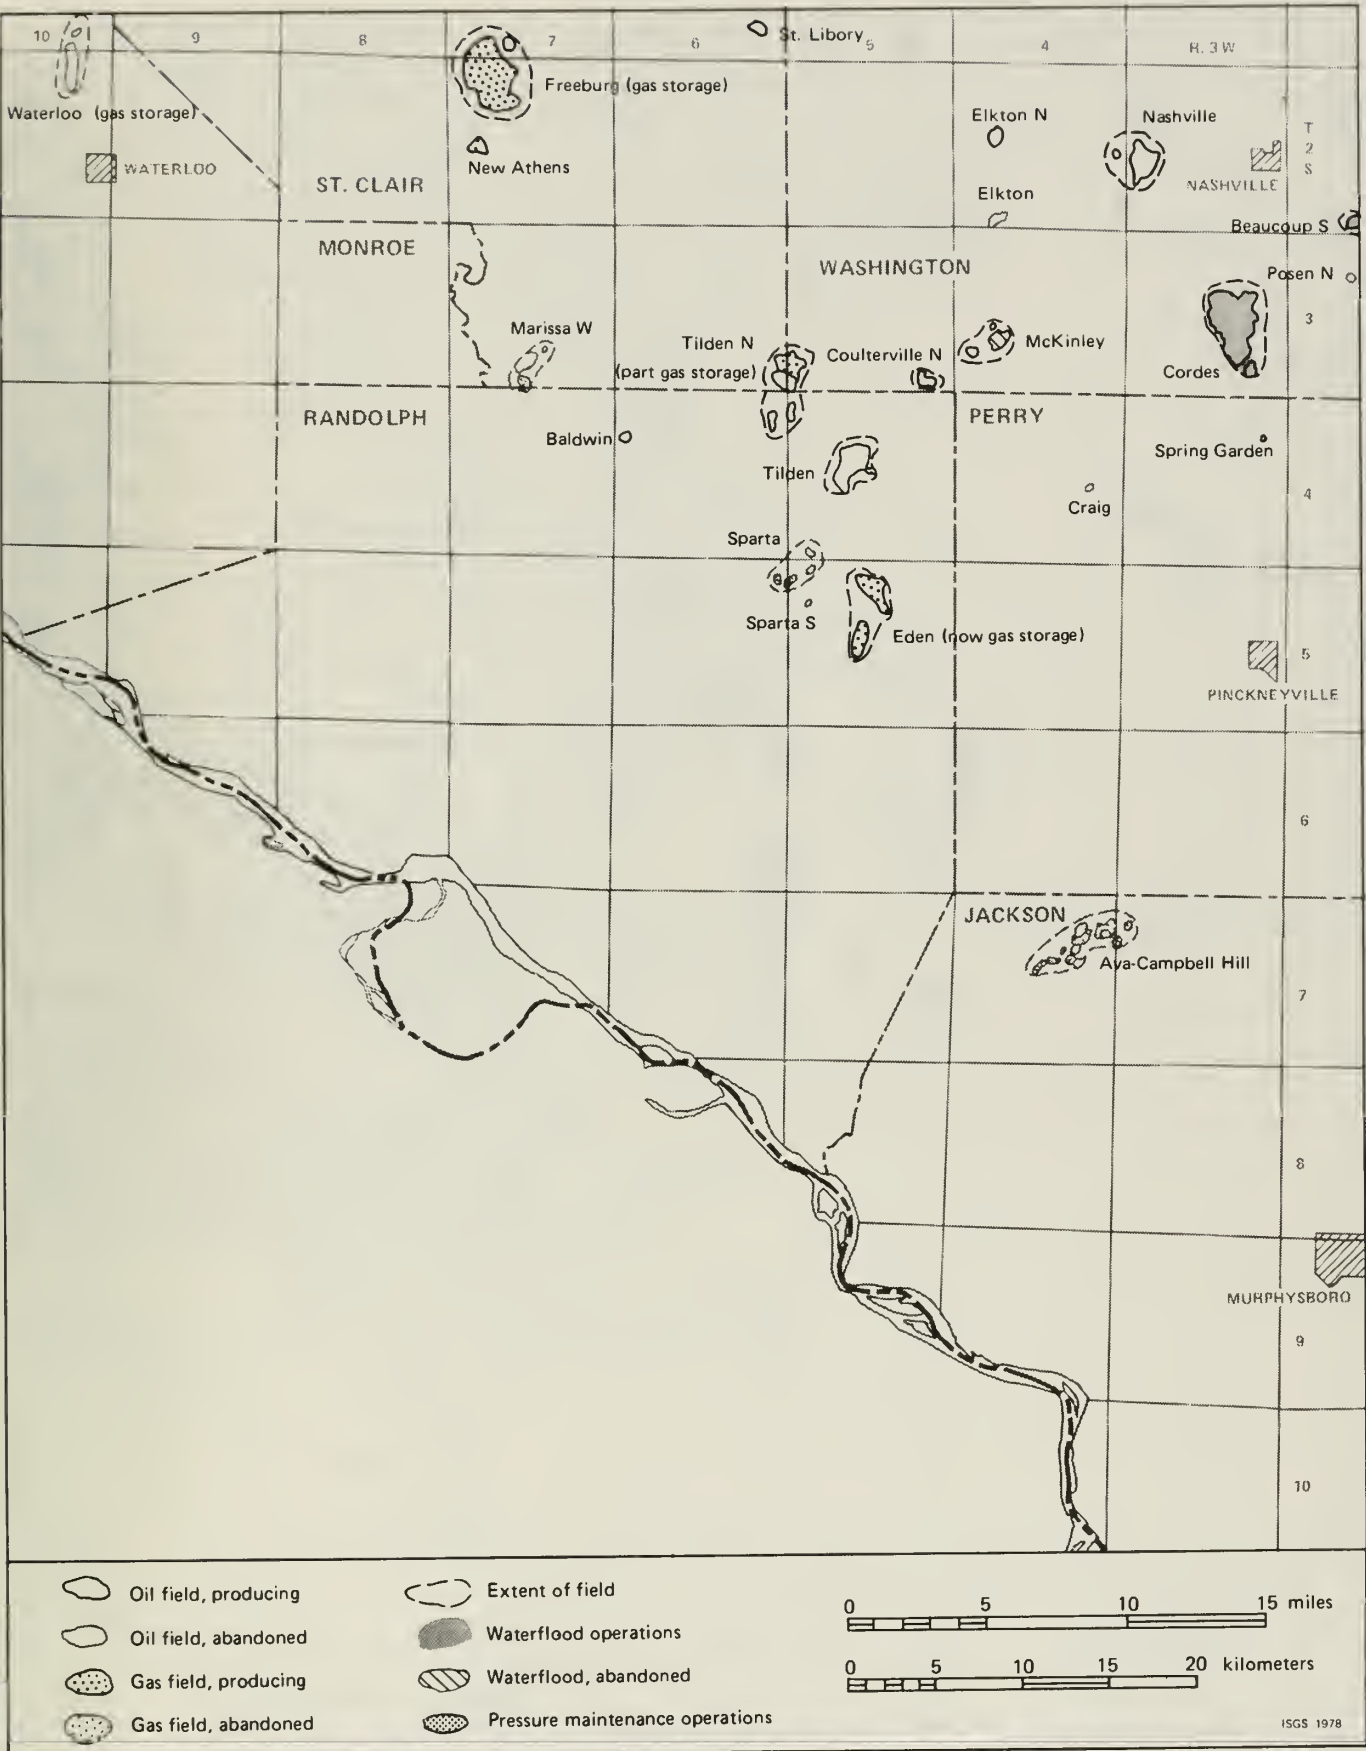 10
9
8
7
6
5
4
R. 3 W
St. Libory
Waterloo (gas storage)
Freeburg (gas storage)
WATERLOO
New Athens
Elkton N
Nashville
T
2
S
NASHVILLE
ST. CLAIR
Elkton
Beaucoup S
MONROE
WASHINGTON
Posen N
3
Marissa W
Tilden N
(part gas storage)
Coulterville N
McKinley
Cordes
RANDOLPH
PERRY
Baldwin
Spring Garden
Tilden
4
Craig
Sparta
Sparta S
Eden (now gas storage)
5
PINCKNEYVILLE
6
JACKSON
Ava-Campbell Hill
7
8
MURPHYSBORO
9
10
Oil field, producing
Oil field, abandoned
Gas field, producing
Gas field, abandoned
Extent of field
Waterflood operations
Waterflood, abandoned
Pressure maintenance operations
0 5 10 15 miles
0 5 10 15 20 kilometers
ISGS 1978